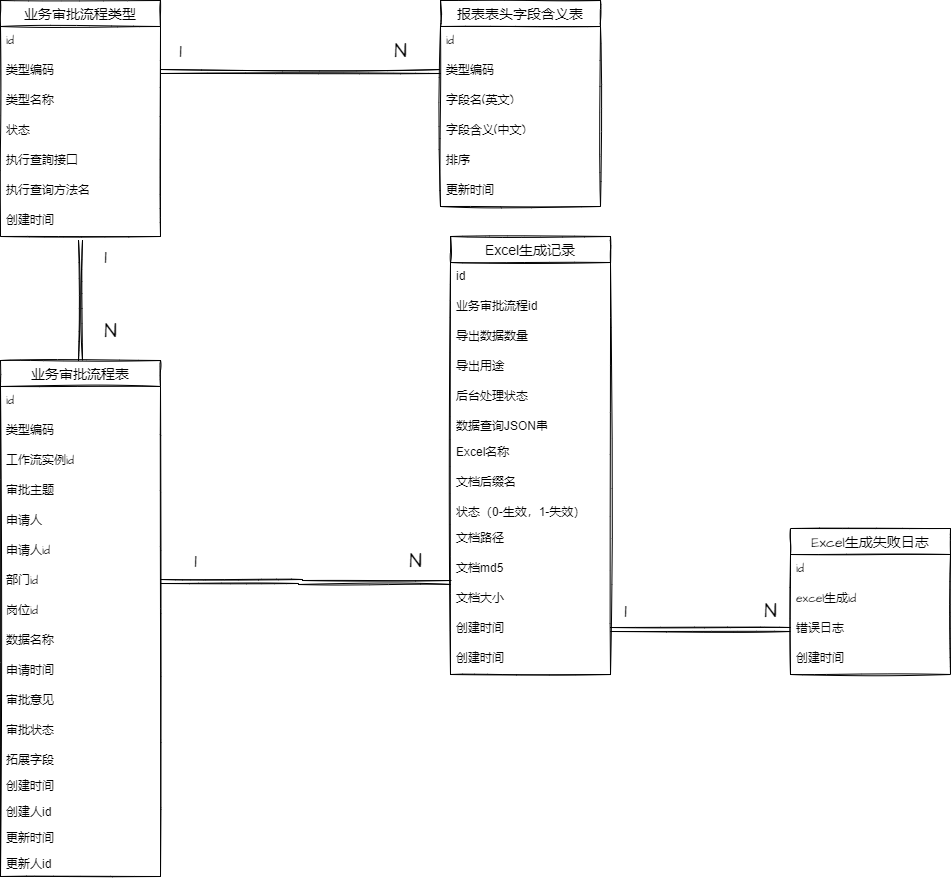 业务审批流程类型
id
类型编码
类型名称
状态
执行查詢接口
执行查询方法名
创建时间
1
N
报表表头字段含义表
id
类型编码
字段名(英文)
字段含义(中文)
排序
更新时间
1
N
业务审批流程表
id
类型编码
工作流实例id
审批主题
申请人
申请人id
部门id
岗位id
数据名称
申请时间
审批意见
审批状态
拓展字段
创建时间
创建人id
更新时间
更新人id
1
N
Excel生成记录
id
业务审批流程id
导出数据数量
导出用途
后台处理状态
数据查询JSON串
Excel名称
文档后缀名
状态（0-生效，1-失效）
文档路径
文档md5
文档大小
创建时间
创建时间
1
N
Excel生成失败日志
id
excel生成id
错误日志
创建时间